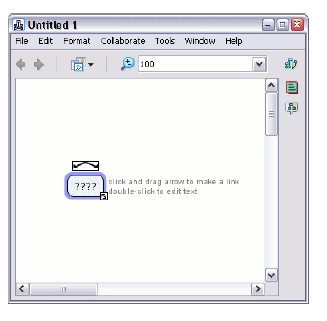 Untitled 1
File Edit Format Collaborate Tools Window Help
100
????
click and drag arrow to make a link
double-click to edit text